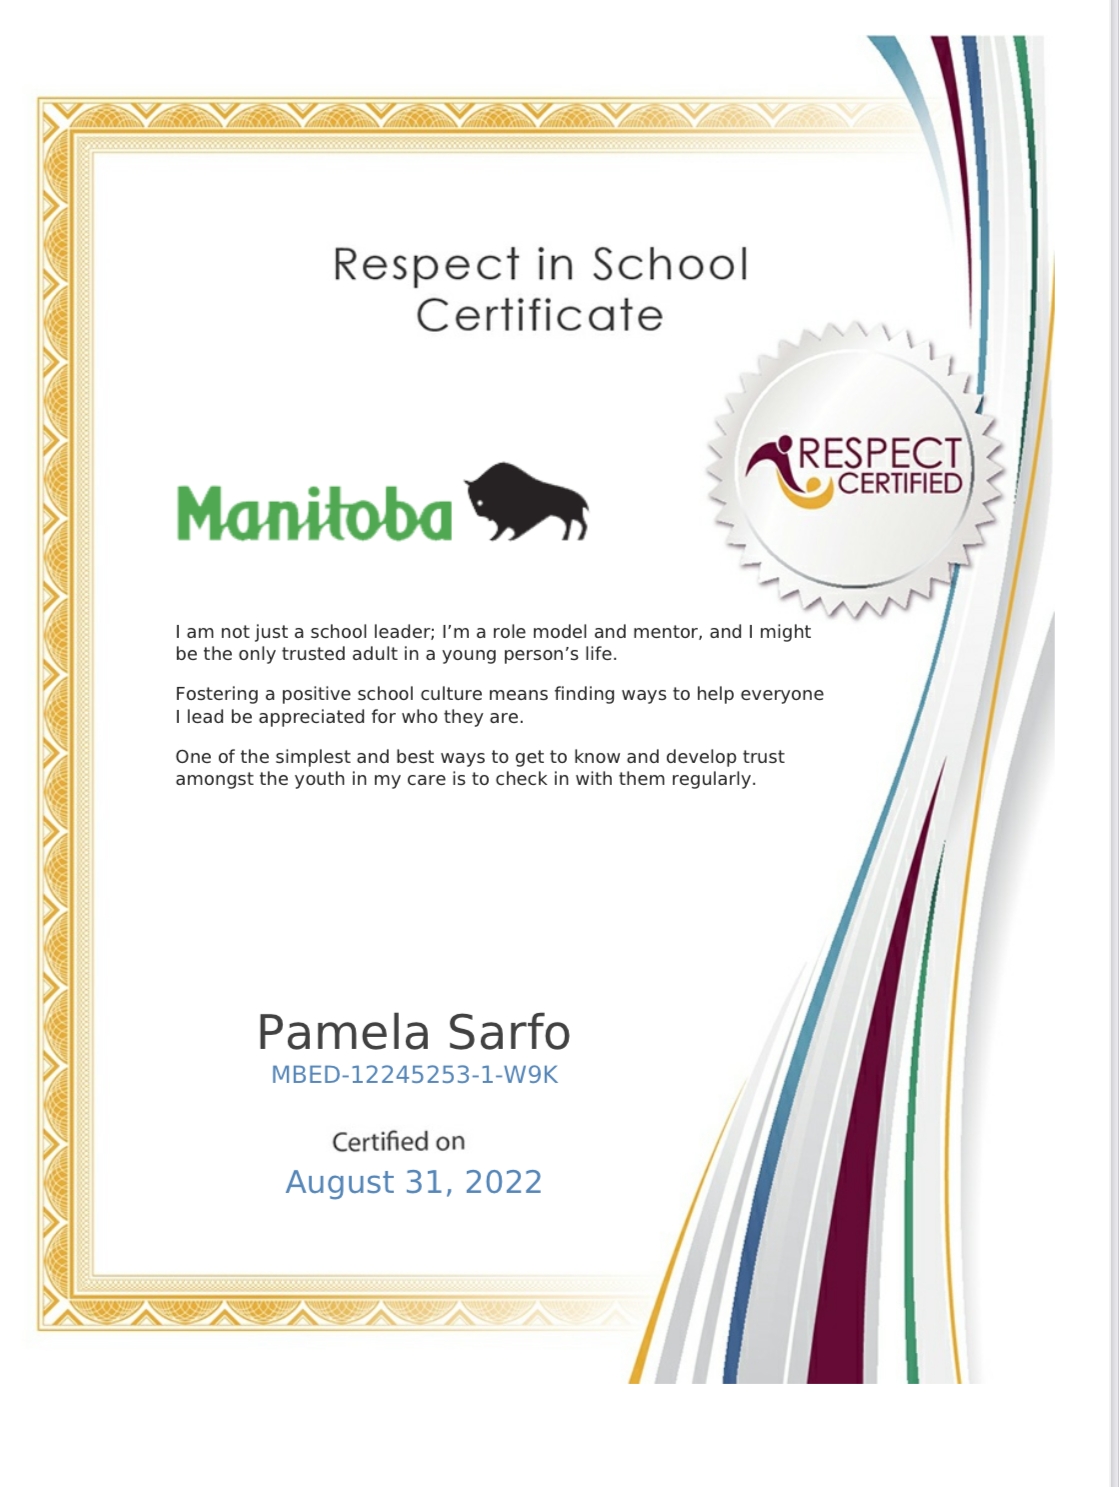 Respect in School
Certificate
RESPECT
CERTIFIED
Manitoba
I am not just a school leader; I’m a role model and mentor, and I might
be the only trusted adult in a young person’s life.
Fostering a positive school culture means finding ways to help everyone
I lead be appreciated for who they are.
One of the simplest and best ways to get to know and develop trust
amongst the youth in my care is to check in with them regularly.
Pamela Sarfo
MBED-12245253-1-W9K
Certified on
August 31, 2022